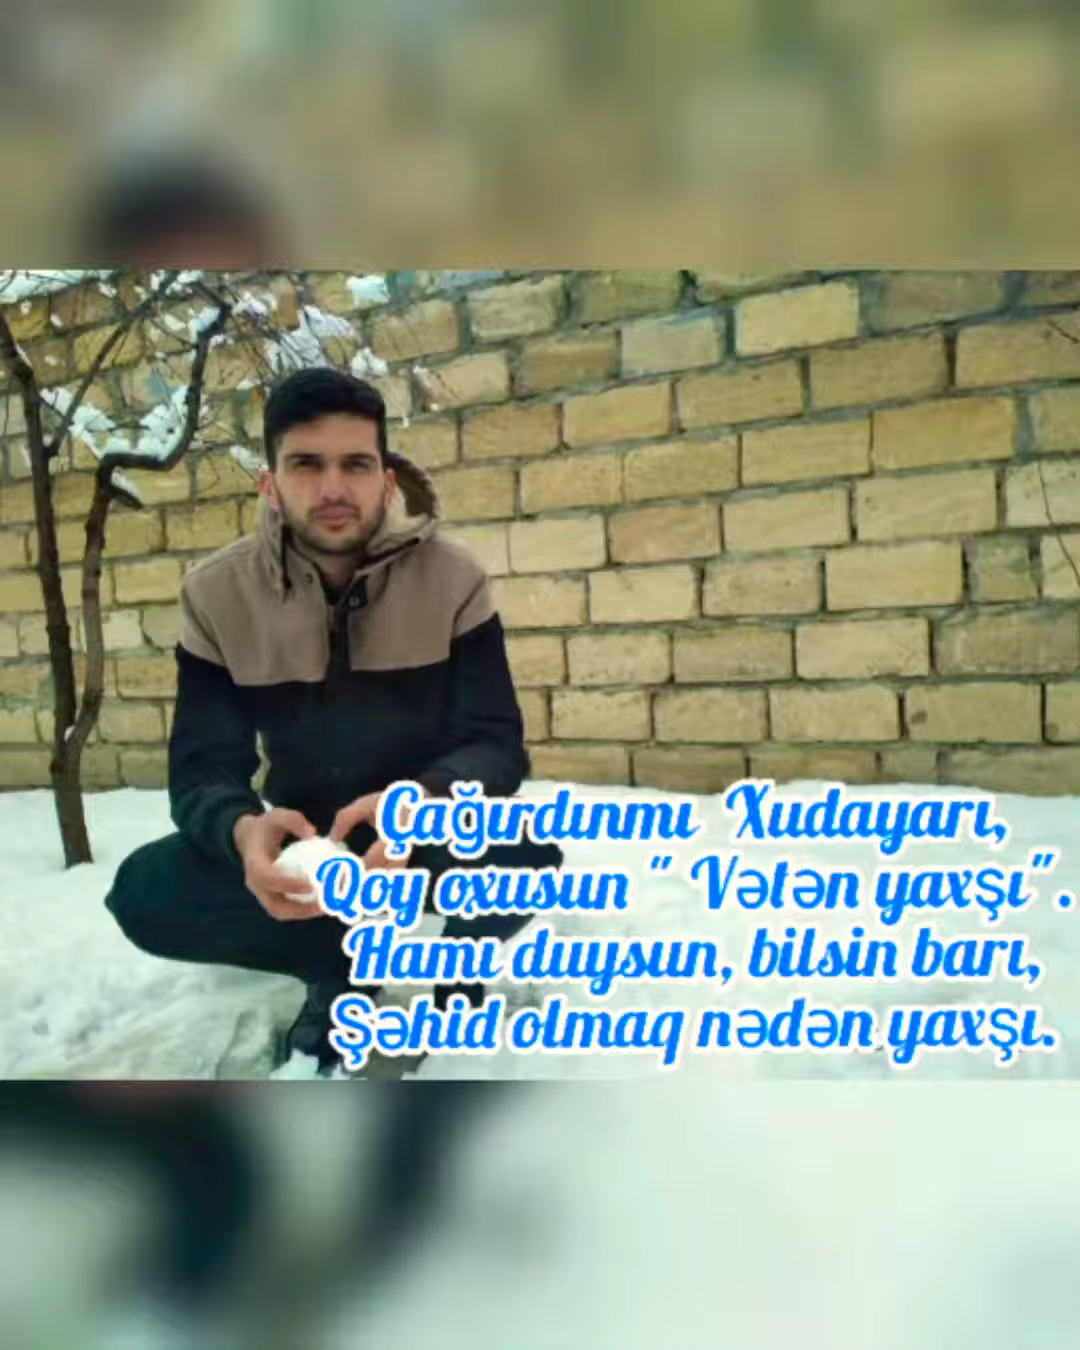 Çağırdınmı Xudayarı,
Qoy oxusun " Vətən yaxşı".
Hamı duysun, bilsin barı,
Şəhid olmaq nədən yaxşı.